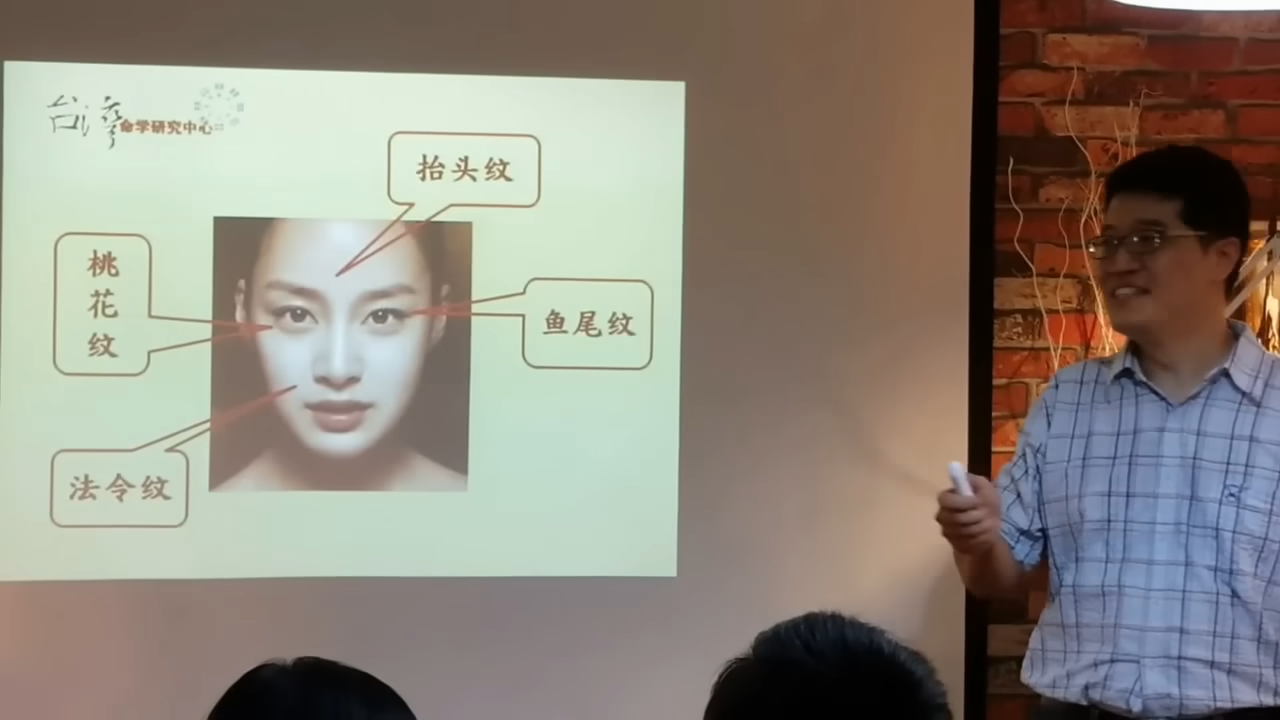 台湾命学研究中心
抬头纹
桃
花
纹
鱼尾纹
法令纹